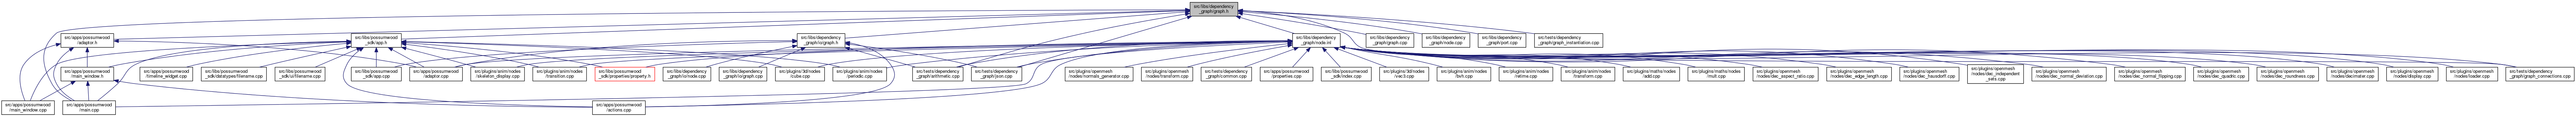 src/libs/dependency
_graph/graph.h
src/apps/possumwood
/adaptor.h
src/libs/possumwood
_sdk/app.h
src/libs/dependency
_graph/io/graph.h
src/libs/dependency
_graph/node.inl
src/libs/dependency
_graph/graph.cpp
src/libs/dependency
_graph/node.cpp
src/libs/dependency
_graph/port.cpp
src/tests/dependency
_graph/graph_instantiation.cpp
src/apps/possumwood
/main_window.h
src/apps/possumwood
/timeline_widget.cpp
src/libs/possumwood
_sdk/datatypes/filename.cpp
src/libs/possumwood
_sdk/ui/filename.cpp
src/libs/possumwood
_sdk/app.cpp
src/apps/possumwood
/adaptor.cpp
src/plugins/anim/nodes
/skeleton_display.cpp
src/plugins/anim/nodes
/transition.cpp
src/libs/possumwood
_sdk/properties/property.h
src/libs/dependency
_graph/io/node.cpp
src/libs/dependency
_graph/io/graph.cpp
src/plugins/3d/nodes
/cube.cpp
src/plugins/anim/nodes
/periodic.cpp
src/tests/dependency
_graph/arithmetic.cpp
src/tests/dependency
_graph/json.cpp
src/plugins/openmesh
/nodes/normals_generator.cpp
src/plugins/openmesh
/nodes/transform.cpp
src/tests/dependency
_graph/common.cpp
src/apps/possumwood
/properties.cpp
src/libs/possumwood
_sdk/index.cpp
src/plugins/3d/nodes
/vec3.cpp
src/plugins/anim/nodes
/bvh.cpp
src/plugins/anim/nodes
/retime.cpp
src/plugins/anim/nodes
/transform.cpp
src/plugins/maths/nodes
/add.cpp
src/plugins/maths/nodes
/mult.cpp
src/plugins/openmesh
/nodes/dec_aspect_ratio.cpp
src/plugins/openmesh
/nodes/dec_edge_length.cpp
src/plugins/openmesh
/nodes/dec_hausdorff.cpp
src/plugins/openmesh
/nodes/dec_independent
_sets.cpp
src/plugins/openmesh
/nodes/dec_normal_deviation.cpp
src/plugins/openmesh
/nodes/dec_normal_flipping.cpp
src/plugins/openmesh
/nodes/dec_quadric.cpp
src/plugins/openmesh
/nodes/dec_roundness.cpp
src/plugins/openmesh
/nodes/decimater.cpp
src/plugins/openmesh
/nodes/display.cpp
src/plugins/openmesh
/nodes/loader.cpp
src/tests/dependency
_graph/graph_connections.cpp
src/apps/possumwood
/main_window.cpp
src/apps/possumwood
/main.cpp
src/apps/possumwood
/actions.cpp